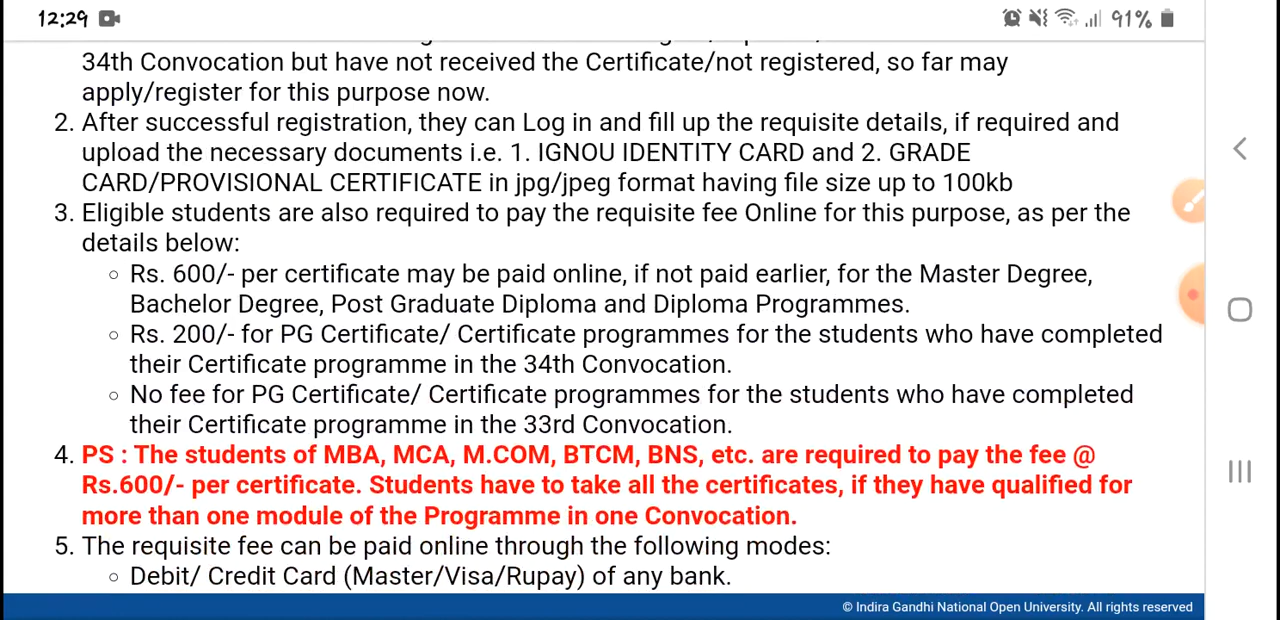 12:29
91%
34th Convocation but have not received the Certificate/not registered, so far may
apply/register for this purpose now.
2. After successful registration, they can Log in and fill up the requisite details, if required and
upload the necessary documents i.e. 1. IGNOU IDENTITY CARD and 2. GRADE
CARD/PROVISIONAL CERTIFICATE in jpg/jpeg format having file size up to 100kb
3. Eligible students are also required to pay the requisite fee Online for this purpose, as per the
details below:
Rs. 600/- per certificate may be paid online, if not paid earlier, for the Master Degree,
Bachelor Degree, Post Graduate Diploma and Diploma Programmes.
Rs. 200/- for PG Certificate/ Certificate programmes for the students who have completed
their Certificate programme in the 34th Convocation.
No fee for PG Certificate/ Certificate programmes for the students who have completed
their Certificate programme in the 33rd Convocation.
4. PS : The students of MBA, MCA, M.COM, BTCM, BNS, etc. are required to pay the fee @
Rs.600/- per certificate. Students have to take all the certificates, if they have qualified for
more than one module of the Programme in one Convocation.
5. The requisite fee can be paid online through the following modes:
Debit/ Credit Card (Master/Visa/Rupay) of any bank.
© Indira Gandhi National Open University. All rights reserved